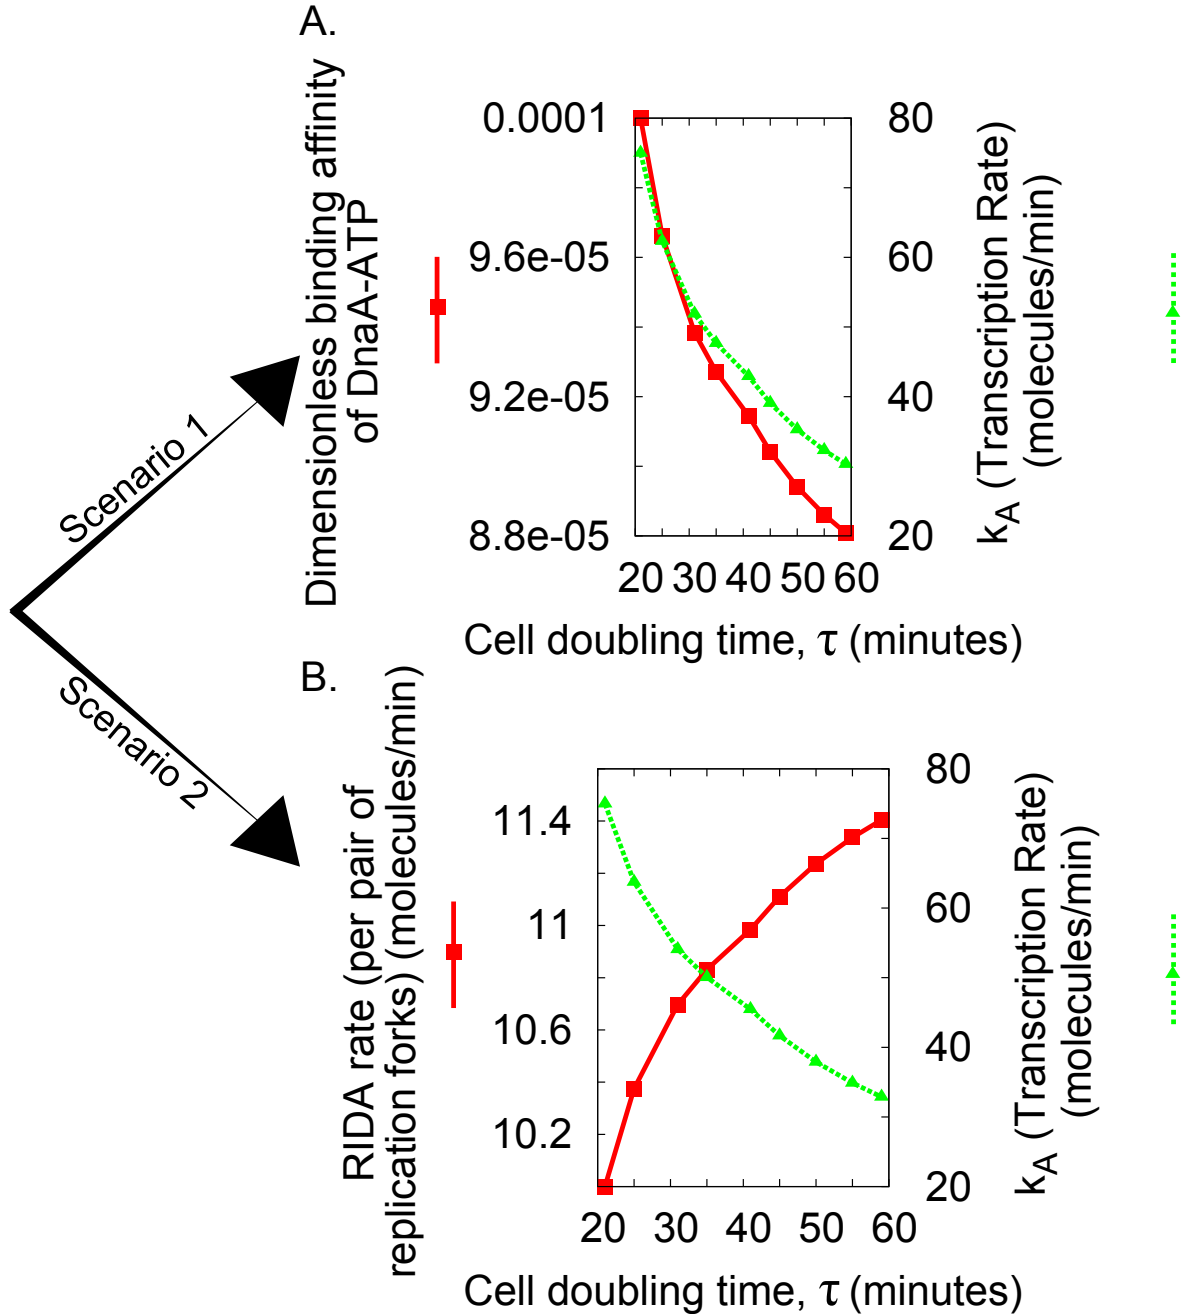 A.
Dimensionless binding affinity
of DnaA-ATP
0.0001
9.6e-05
9.2e-05
8.8e-05
80
60
40
20
k_A (Transcription Rate)
(molecules/min)
20 30 40 50 60
Cell doubling time, τ (minutes)
Scenario 1
Scenario 2
B.
RIDA rate (per pair of
replication forks) (molecules/min)
11.4
11
10.6
10.2
80
60
40
20
k_A (Transcription Rate)
(molecules/min)
20 30 40 50 60
Cell doubling time, τ (minutes)